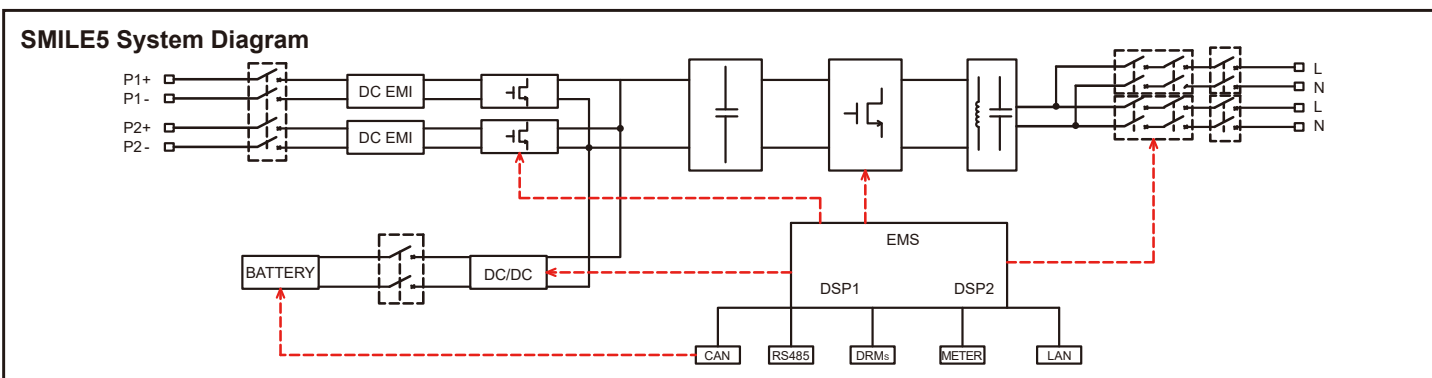 SMILE5 System Diagram
P1+
P1-
P2+
P2-
DC EMI
DC EMI
L
N
L
N
BATTERY
DC/DC
EMS
DSP1 DSP2
CAN RS485 DRMs METER LAN